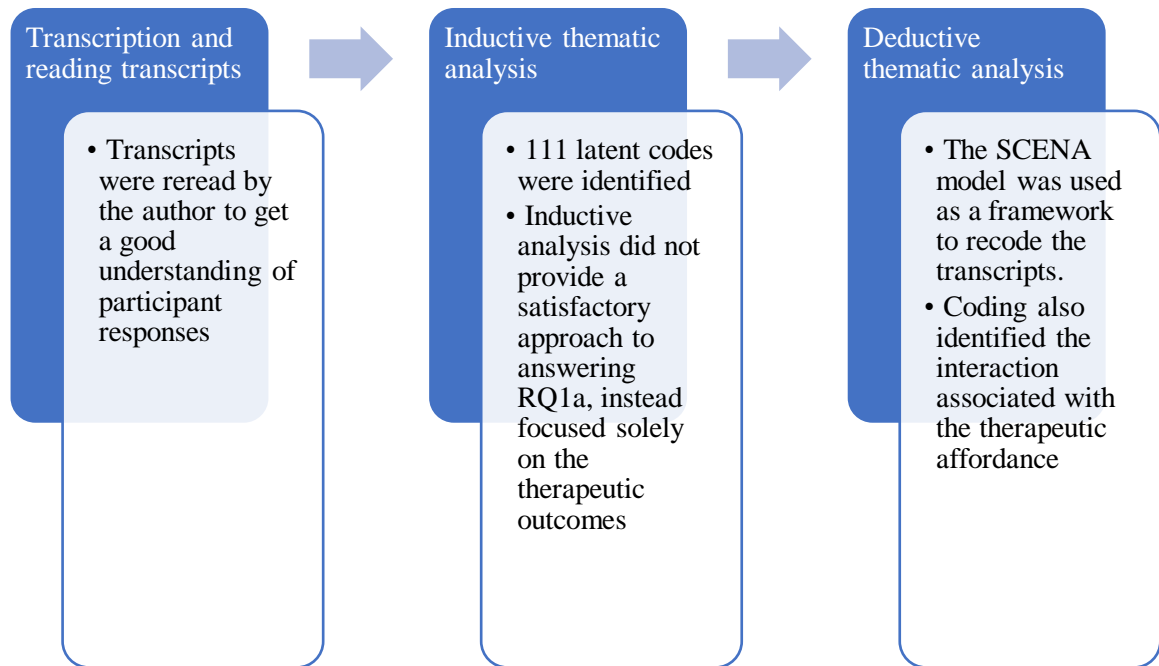 Transcription and
reading transcripts
• Transcripts
were reread by
the author to get
a good
understanding of
participant
responses
Inductive thematic
analysis
• 111 latent codes
were identified
• Inductive
analysis did not
provide a
satisfactory
approach to
answering
RQ1a, instead
focused solely
on the
therapeutic
outcomes
Deductive
thematic analysis
• The SCENA
model was used
as a framework
to recode the
transcripts.
• Coding also
identified the
interaction
associated with
the therapeutic
affordance